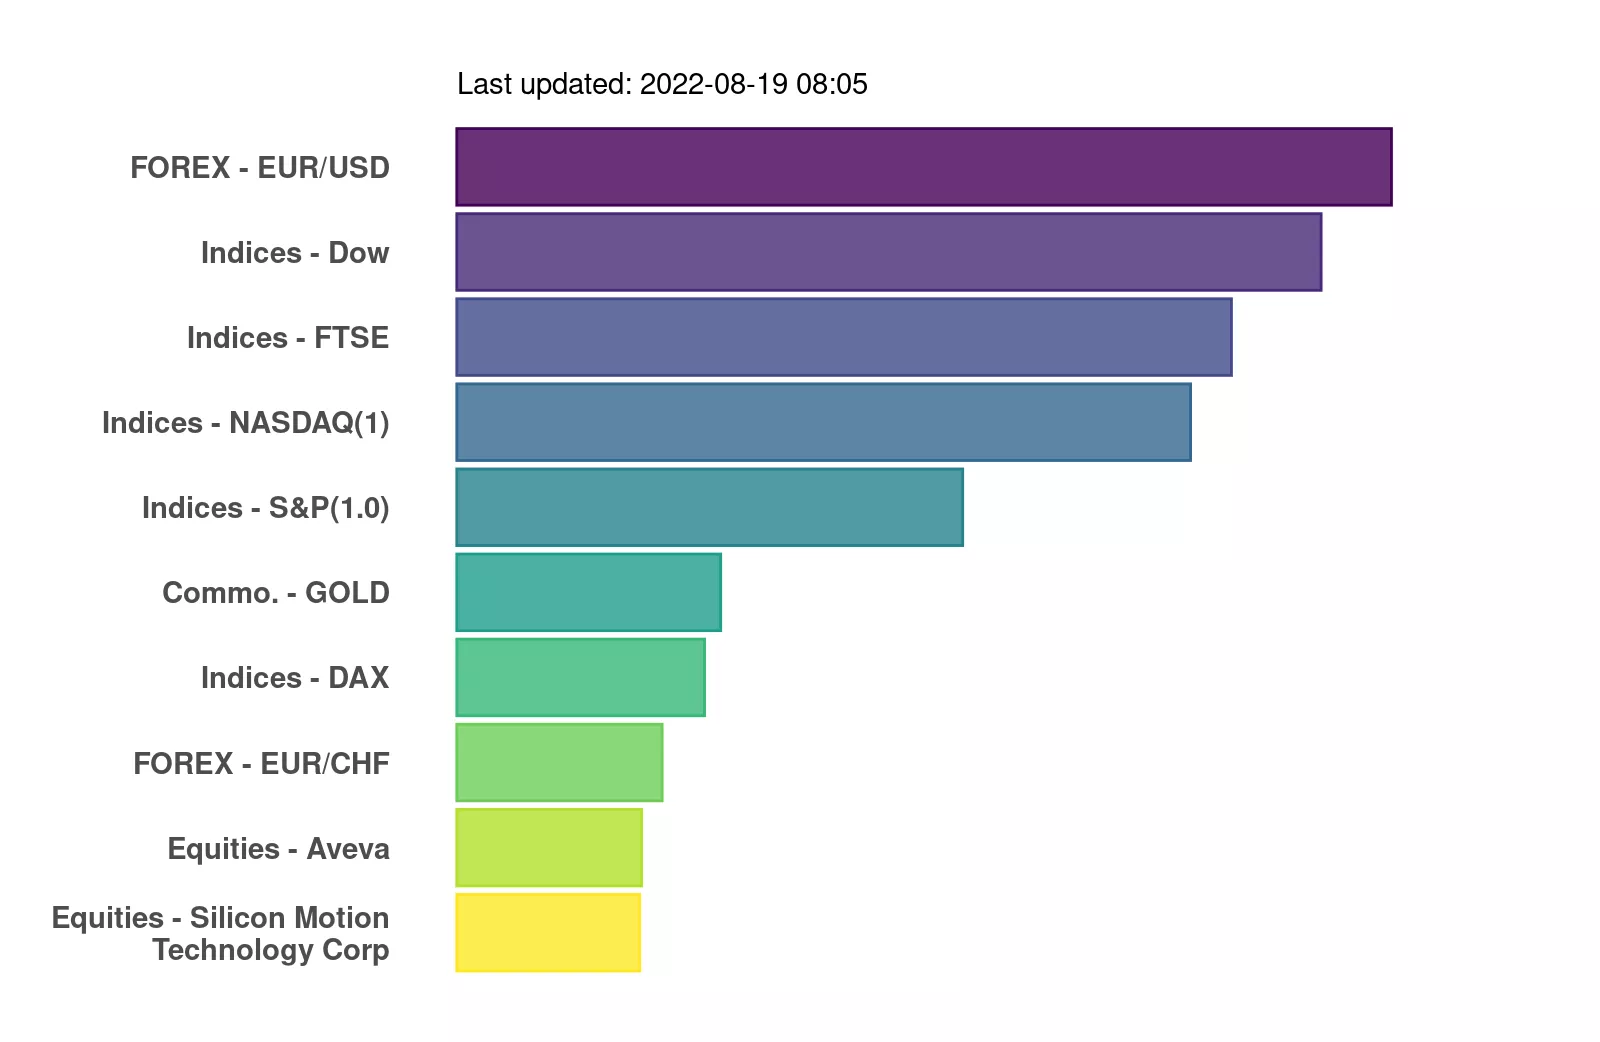 Last updated: 2022-08-19 08:05
FOREX - EUR/USD
Indices - Dow
Indices - FTSE
Indices - NASDAQ(1)
Indices - S&P(1.0)
Commo. - GOLD
Indices - DAX
FOREX - EUR/CHF
Equities - Aveva
Equities - Silicon Motion
Technology Corp